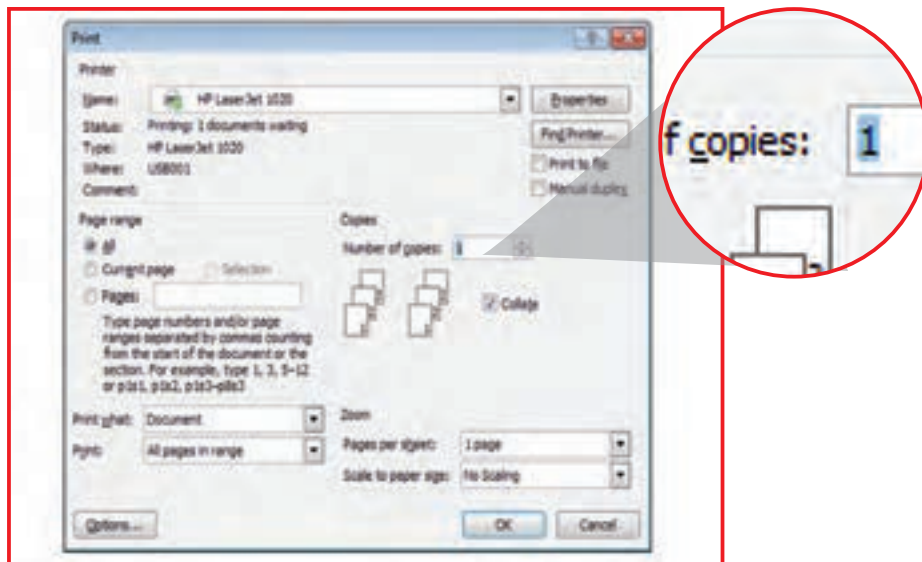 Print
Printer
Name: HP LaserJet 1020 Properties
Status: Printing: 1 documents waiting Find Printer...
Type: HP LaserJet 1020
Where: USB001 Print to file
Comment: Manual duplex
Page range Copies
All Number of copies: 1
Current page Selection
Pages: Collate
Type page numbers and/or page
ranges separated by commas counting
from the start of the document or the
section. For example, type 1, 3, 5-12
or p1s1, p1s2, p1s3-p8s3
Print what: Document Zoom
Print: All pages in range Pages per sheet: 1 page
Scale to paper size: No Scaling
Options... OK Cancel
f copies: 1